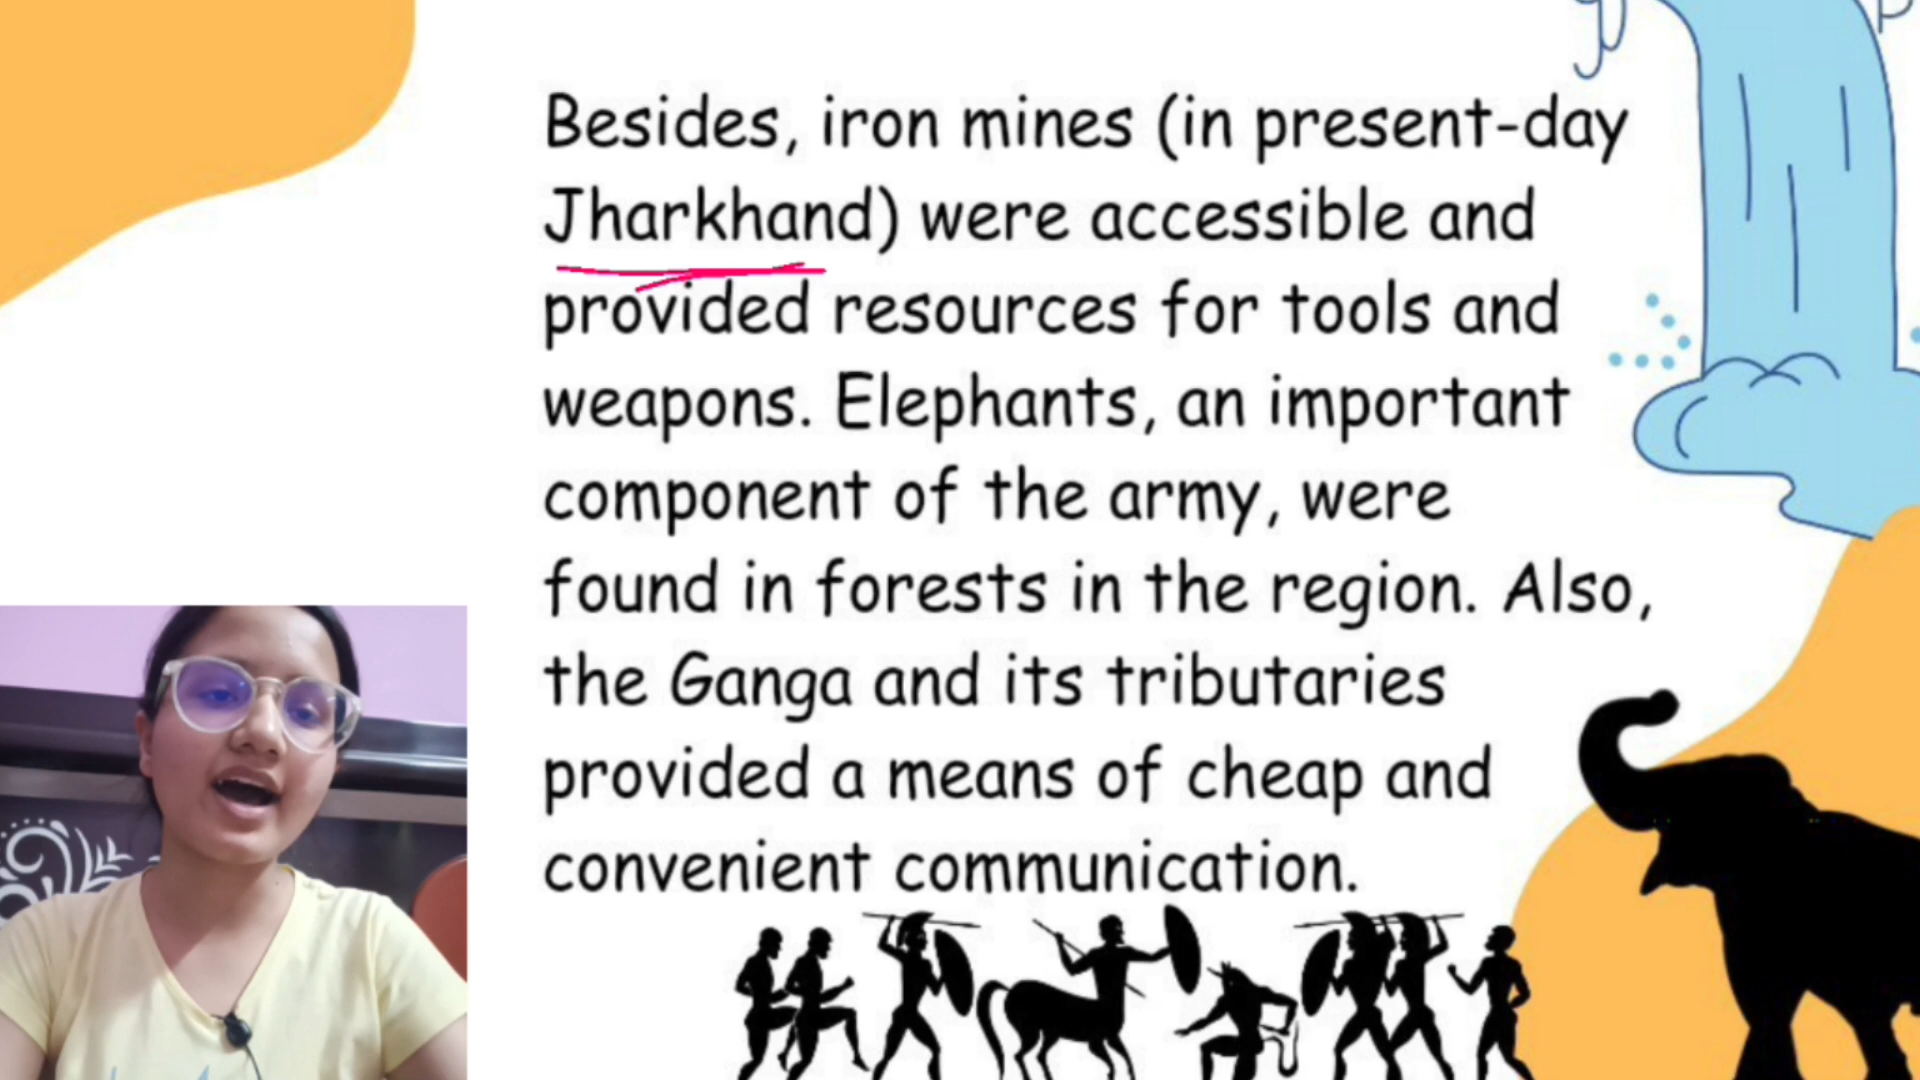 Besides, iron mines (in present-day
Jharkhand) were accessible and
provided resources for tools and
weapons. Elephants, an important
component of the army, were
found in forests in the region. Also,
the Ganga and its tributaries
provided a means of cheap and
convenient communication.